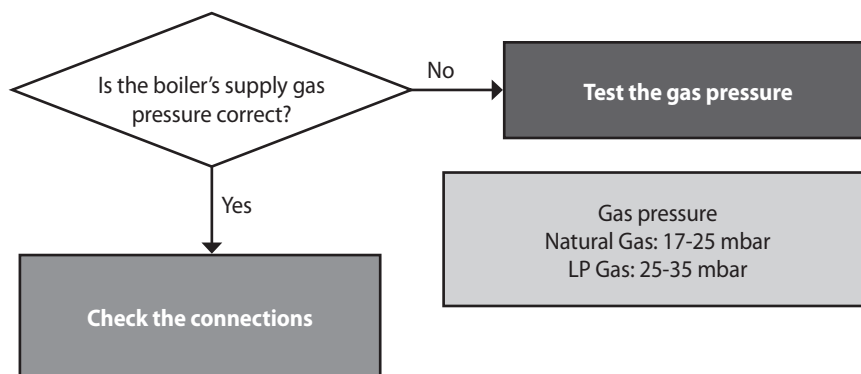 Is the boiler's supply gas
pressure correct?
No
Test the gas pressure
Yes
Gas pressure
Natural Gas: 17-25 mbar
LP Gas: 25-35 mbar
Check the connections